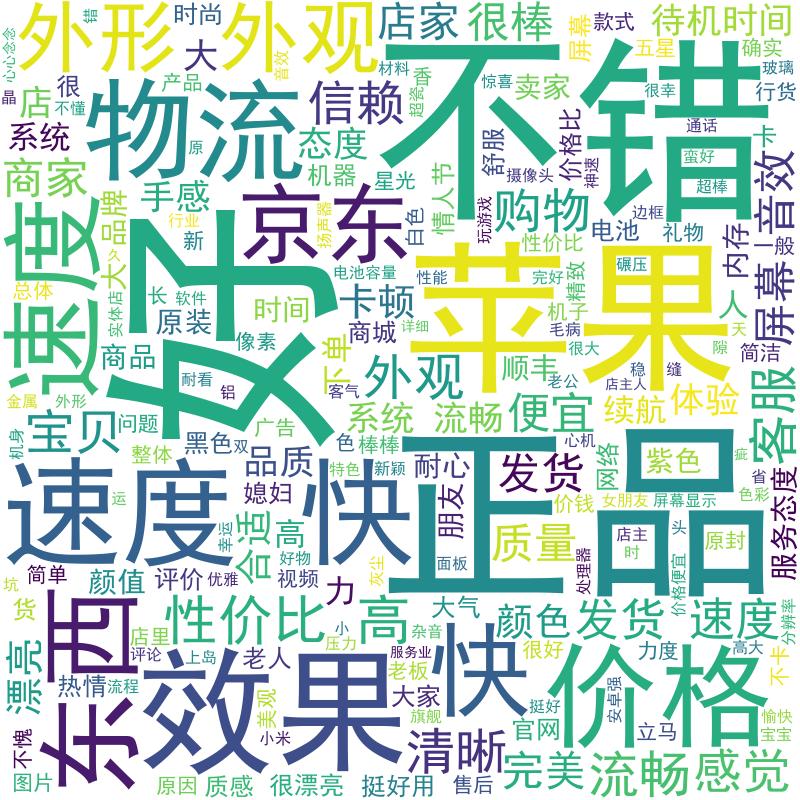 外形
外观
店家
很棒
款式
待机时间
时尚
错
心心念念
大
音效
材料
屏幕
五星
确实
玻璃
不错
很
产品
超瓷
惊喜
卖家
很幸
行货
晶
店
不懂
物流
信赖
通话
卡
系统
原
态度
舒服
价格比
蛮好
音效
商家
手感
机器
星光
摄像头
神速
超棒
情人节
购物
边框
行业
京东
玩游戏
电池
礼物
内存
一般
速度
品牌
新
扬声器
白色
性价比
碾压
屏幕
大
久
好
电池容量
性能
苹果
完好
精致
总体
长
软件
时间
卡顿
机子
人
实体店
原装
商城
详细
毛病
天
简洁
像素
下单
很大
隙
商品
外观
顺丰
稳
缝
耐看
铝
客气
老公
店主人
客服
金属
外形
系统
流畅
便宜
续航
体验
宝贝
问题
广告
机身
黑色
双
色
棒棒
心机
正品
紫色
疵
整体
品质
耐心
发货
网络
省
速度
快
特色
新颖
朋友
价钱
女朋友
屏幕显示
色彩
服务态度
运
媳妇
合适
高
幸运
好物
质量
店主
光
原封
坑
简单
颜值
评价
优雅
视频
灰尘
面板
处理器
价格便宜
货
东西
性价比
高
力
大气
颜色
发货
速度
分辨率
店里
小
压力
杂音
漂亮
评论
上岛
老人
服务业
快
很好
力度
高大
不卡
热情
流程
效果
美观
老板
大家
挺好
价格
安卓强
旗舰
官网
立马
愉快
不愧
小米
清晰
宝宝
图片
原因
质感
很漂亮
挺好用
售后
完美
流畅
感觉